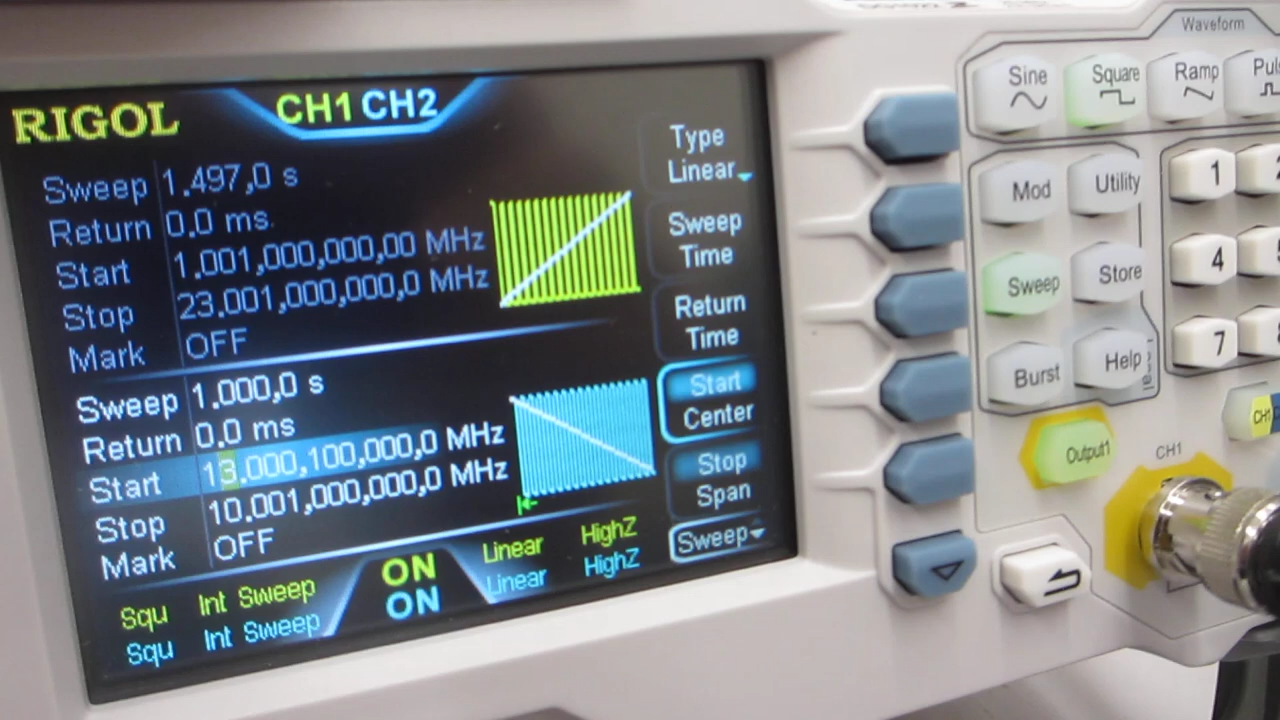 RIGOL
CH1 CH2
Sweep 1.497,0 s
Return 0.0 ms
Start 1.001,000,000,00 MHz
Stop 23.001,000,000,0 MHz
Mark OFF
Sweep 1.000,0 s
Return 0.0 ms
Start 13.000,100,000,0 MHz
Stop 10.001,000,000,0 MHz
Mark OFF
Squ Int Sweep ON Linear HighZ
Squ Int Sweep ON Linear HighZ
Type
Linear
Sweep
Time
Return
Time
Start
Center
Stop
Span
Sweep
Waveform
Sine Square Ramp
Mod Utility
Sweep Store
Burst Help
1
4
7
Output1
CH1
CH1